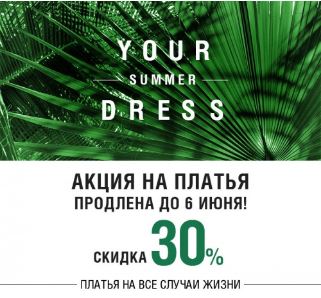 YOUR
SUMMER
DRESS
АКЦИЯ НА ПЛАТЬЯ
ПРОДЛЕНА ДО 6 ИЮНЯ!
СКИДКА 30%
ПЛАТЬЯ НА ВСЕ СЛУЧАИ ЖИЗНИ